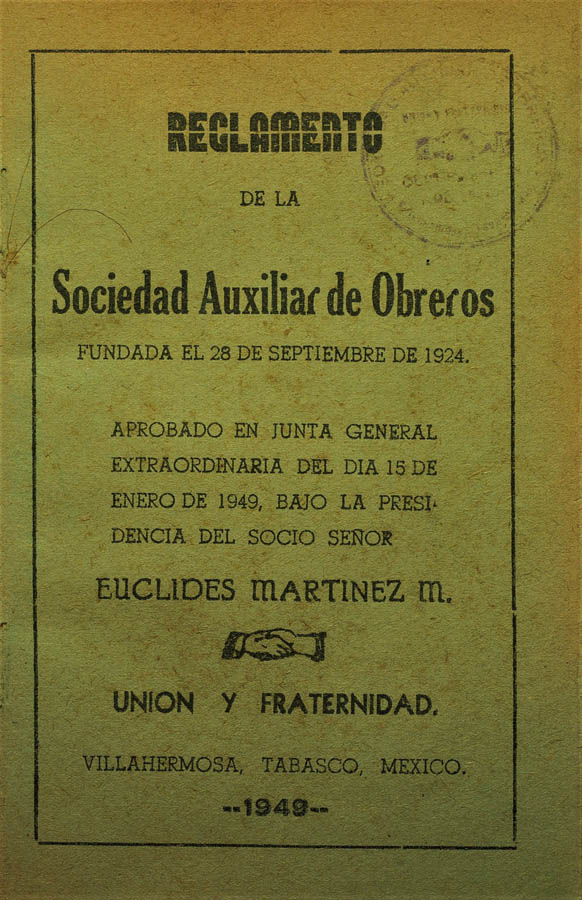 REGLAMENTO
DE LA
Sociedad Auxiliar de Obreros
FUNDADA EL 28 DE SEPTIEMBRE DE 1924.
APROBADO EN JUNTA GENERAL
EXTRAORDINARIA DEL DIA 15 DE
ENERO DE 1949, BAJO LA PRESI-
DENCIA DEL SOCIO SEÑOR
EUCLIDES MARTINEZ M.
UNION Y FRATERNIDAD.
VILLAHERMOSA, TABASCO, MEXICO.
--1949--